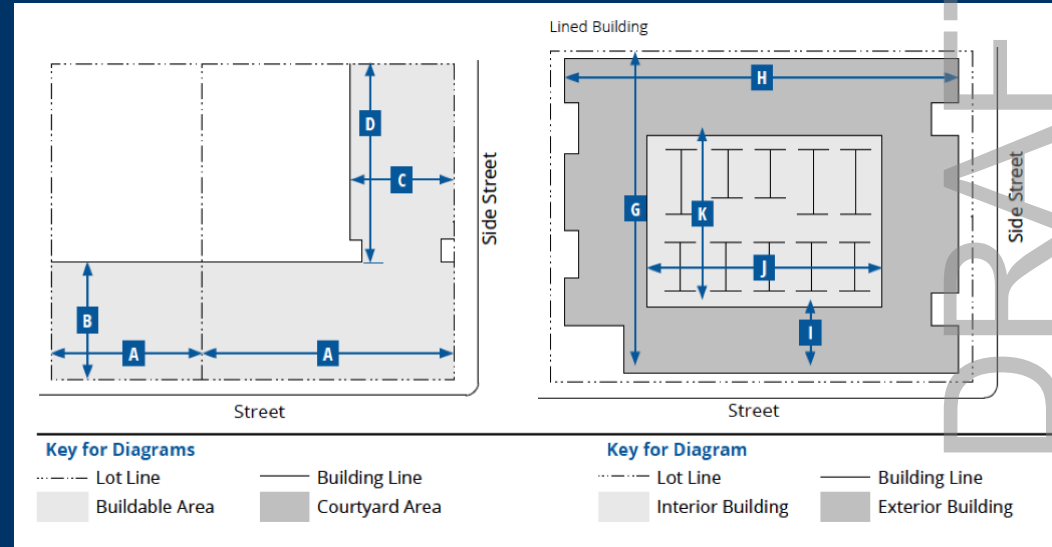 Lined Building
D
C
B
A
A
Side Street
Street
H
G
K
J
I
Side Street
Street
DRAFT
Key for Diagrams
Lot Line
Building Line
Buildable Area
Courtyard Area
Key for Diagram
Lot Line
Building Line
Interior Building
Exterior Building